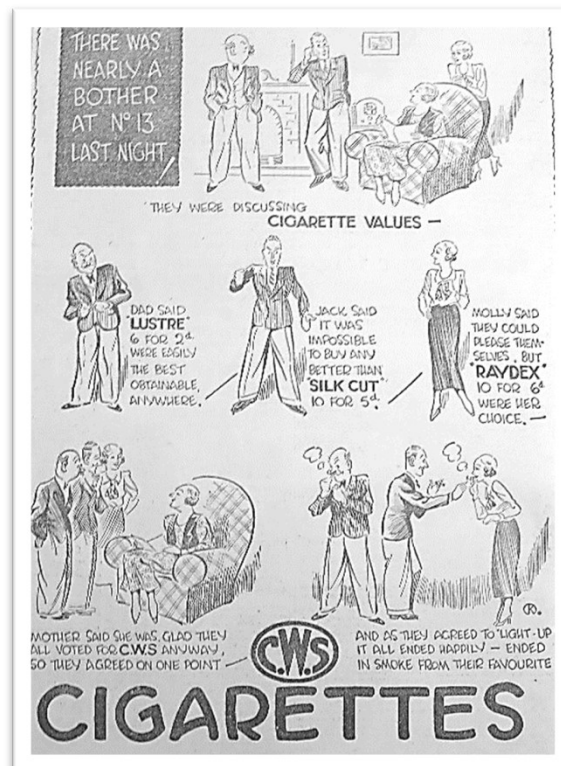 THERE WAS
NEARLY A
BOTHER
AT Nº 13
LAST NIGHT!
"THEY WERE DISCUSSING
CIGARETTE VALUES —
DAD SAID
"LUSTRE"
6 FOR 2d.
WERE EASILY
THE BEST
OBTAINABLE,
ANYWHERE.
JACK SAID
IT WAS
IMPOSSIBLE
TO BUY ANY
BETTER THAN
"SILK CUT"
10 FOR 5d.
MOLLY SAID
THEY COULD
PLEASE THEM-
SELVES, BUT
"RAYDEX"
10 FOR 6d
WERE HER
CHOICE. —
MOTHER SAID SHE WAS, GLAD THEY
ALL VOTED FOR C.W.S ANYWAY,
SO THEY AGREED ON ONE POINT —
C.W.S
AND AS THEY AGREED TO "LIGHT-UP
IT ALL ENDED HAPPILY — ENDED
IN SMOKE FROM THEIR FAVOURITE
R.
CIGARETTES